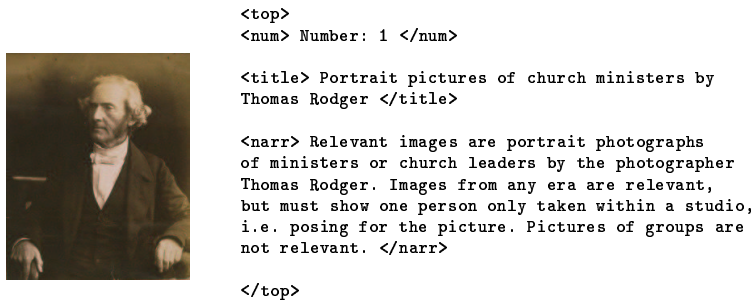 <top>
<num> Number: 1 </num>
<title> Portrait pictures of church ministers by
Thomas Rodger </title>
<narr> Relevant images are portrait photographs
of ministers or church leaders by the photographer
Thomas Rodger. Images from any era are relevant,
but must show one person only taken within a studio,
i.e. posing for the picture. Pictures of groups are
not relevant. </narr>
</top>